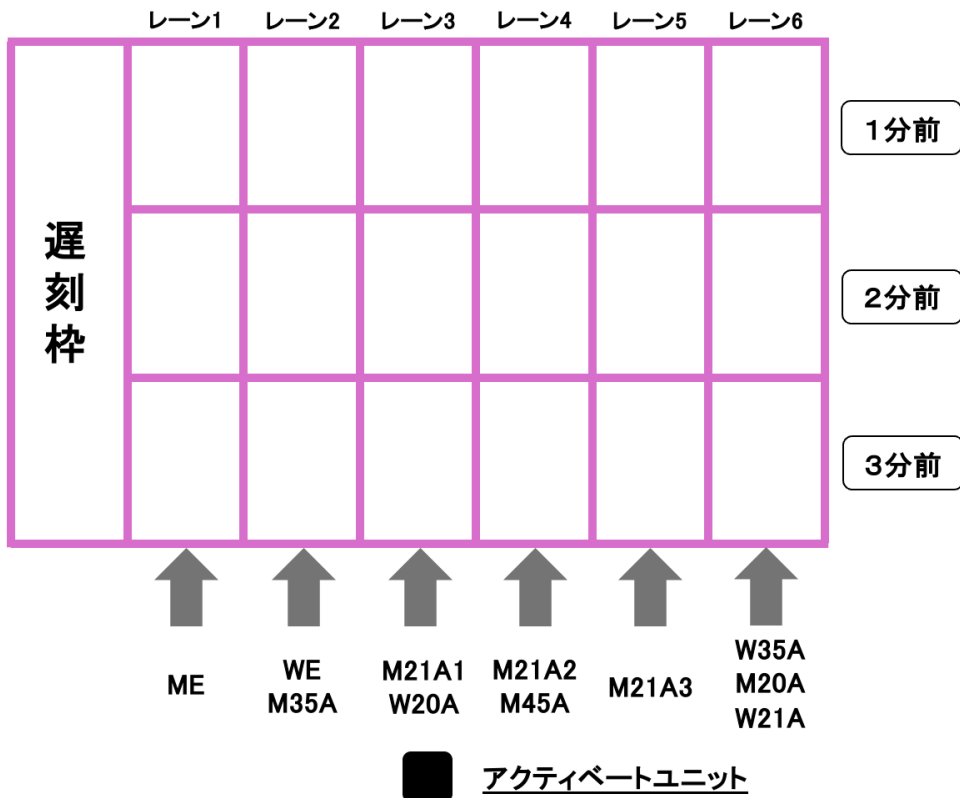 レーン1 レーン2 レーン3 レーン4 レーン5 レーン6
遅刻枠
1分前
2分前
3分前
ME
WE
M35A
M21A1
W20A
M21A2
M45A
M21A3
W35A
M20A
W21A
アクティベートユニット